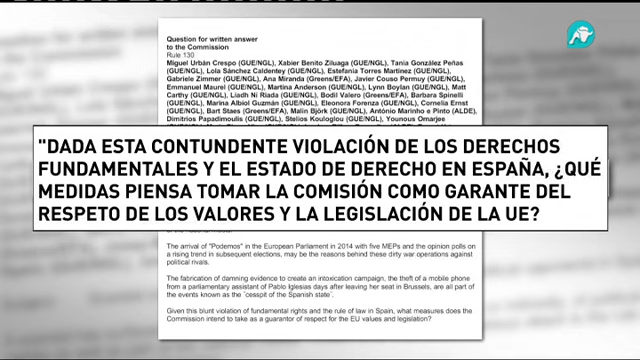 Question for written answer
to the Commission
Rule 130
Miguel Urbán Crespo (GUE/NGL), Xabier Benito Ziluaga (GUE/NGL), Tania González Peñas
(GUE/NGL), Lola Sánchez Caldentey (GUE/NGL), Estefanía Torres Martínez (GUE/NGL),
Gabriele Zimmer (GUE/NGL), Ana Miranda (Greens/EFA), Javier Couso Permuy (GUE/NGL),
Emmanuel Maurel (GUE/NGL), Martina Anderson (GUE/NGL), Lynn Boylan (GUE/NGL), Matt
Carthy (GUE/NGL), Liadh Ní Riada (GUE/NGL), Bodil Valero (Greens/EFA), Barbara Spinelli
(GUE/NGL), Marina Albiol Guzmán (GUE/NGL), Eleonora Forenza (GUE/NGL), Cornelia Ernst
(GUE/NGL), Bart Staes (Greens/EFA), Malin Björk (GUE/NGL), António Marinho e Pinto (ALDE),
Dimitrios Papadimoulis (GUE/NGL), Stelios Kouloglou (GUE/NGL), Younous Omarjee
"DADA ESTA CONTUNDENTE VIOLACIÓN DE LOS DERECHOS
FUNDAMENTALES Y EL ESTADO DE DERECHO EN ESPAÑA, ¿QUÉ
MEDIDAS PIENSA TOMAR LA COMISIÓN COMO GARANTE DEL
RESPETO DE LOS VALORES Y LA LEGISLACIÓN DE LA UE?
The arrival of "Podemos" in the European Parliament in 2014 with five MEPs and the opinion polls on
a rising trend in subsequent elections, may be the reasons behind these dirty war operations against
political rivals.
The fabrication of damning evidence to create an intoxication campaign, the theft of a mobile phone
from a parliamentary assistant of Pablo Iglesias days after leaving her seat in Brussels, are all part of
the events known as the ¨cesspit of the Spanish state¨.
Given this blunt violation of fundamental rights and the rule of law in Spain, what measures does the
Commission intend to take as a guarantor of respect for the EU values and legislation?